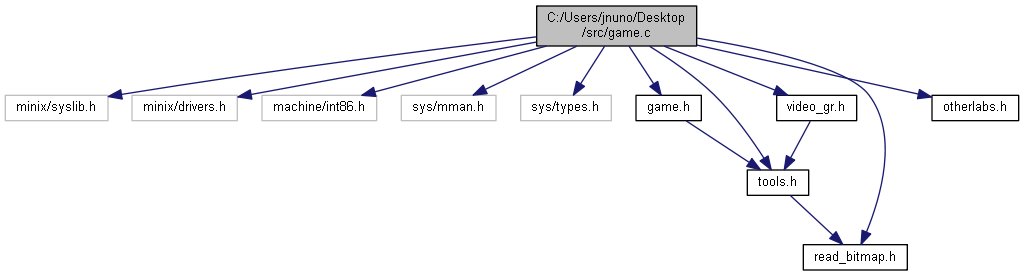 C:/Users/jnuno/Desktop
/src/game.c
minix/syslib.h
minix/drivers.h
machine/int86.h
sys/mman.h
sys/types.h
game.h
video_gr.h
otherlabs.h
tools.h
read_bitmap.h